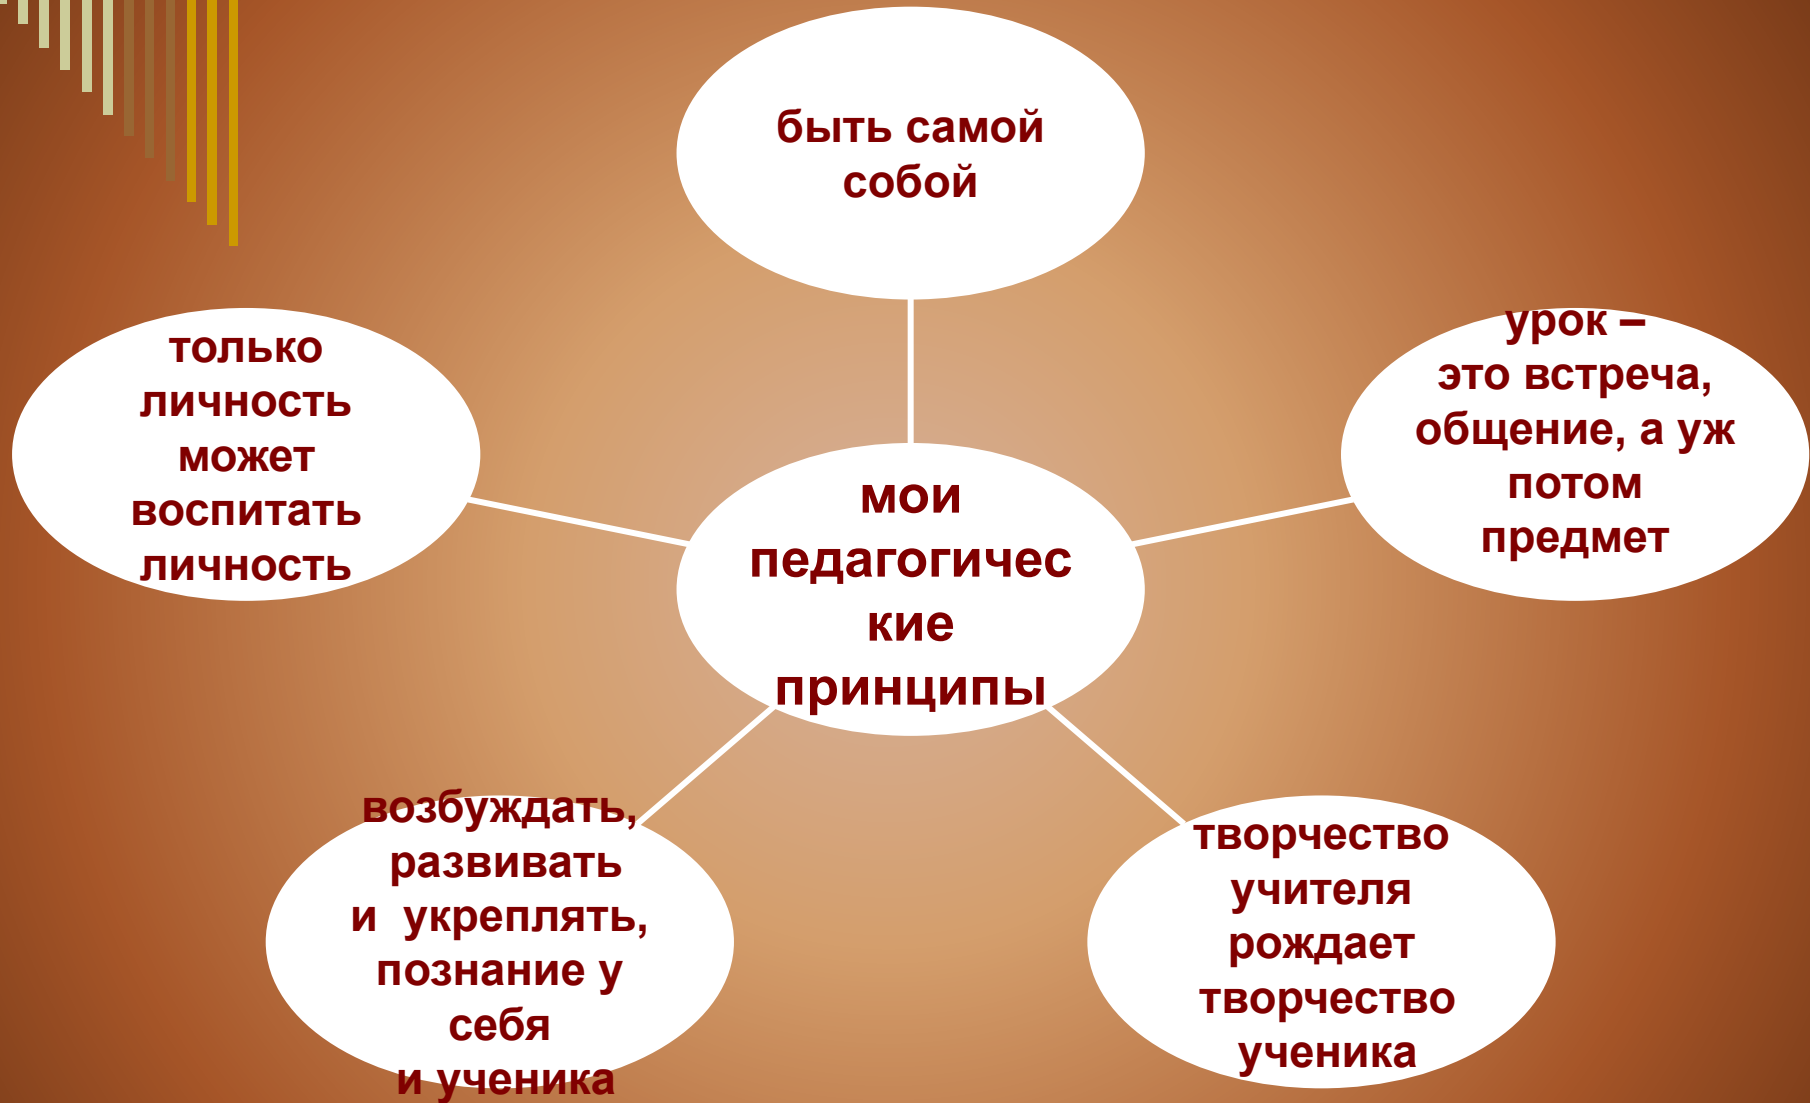 быть самой
собой
только
личность
может
воспитать
личность
урок –
это встреча,
общение, а уж
потом
предмет
мои
педагогичес
кие
принципы
возбуждать,
развивать
и укреплять,
познание у
себя
и ученика
творчество
учителя
рождает
творчество
ученика